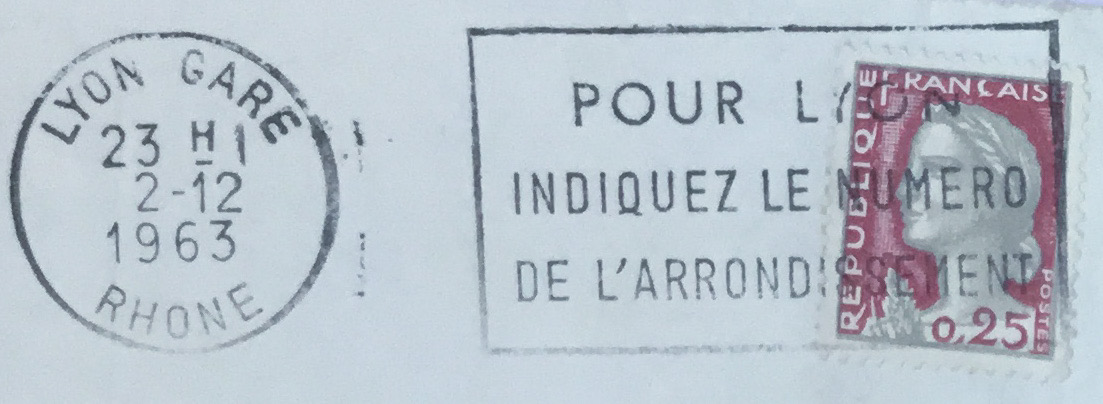 LYON GARE
23 H 1
2-12
1963
RHONE
POUR LYON
INDIQUEZ LE NUMERO
DE L'ARRONDISSEMENT
REPUBLIQUE FRANÇAISE
0,25
POSTES